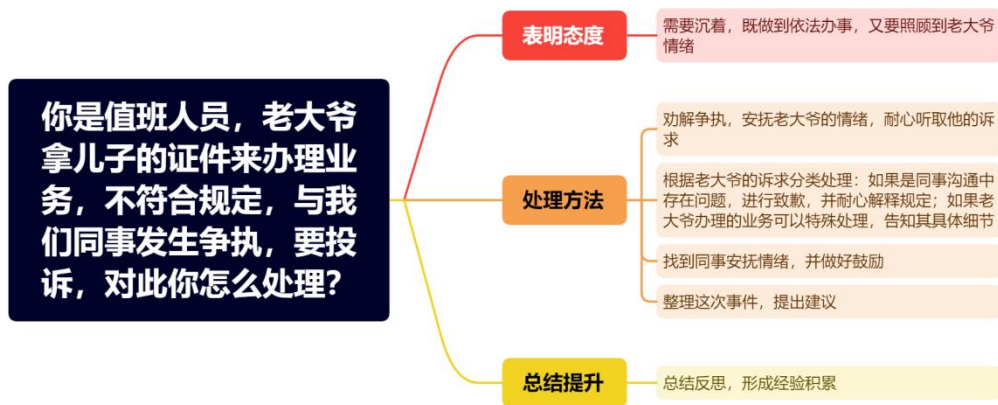 你是值班人员，老大爷
拿儿子的证件来办理业
务，不符合规定，与我
们同事发生争执，要投
诉，对此你怎么处理？
表明态度
需要沉着，既做到依法办事，又要照顾到老大爷
情绪
处理方法
劝解争执，安抚老大爷的情绪，耐心听取他的诉
求
根据老大爷的诉求分类处理：如果是同事沟通中
存在问题，进行致歉，并耐心解释规定；如果老
大爷办理的业务可以特殊处理，告知其具体细节
找到同事安抚情绪，并做好鼓励
整理这次事件，提出建议
总结提升
总结反思，形成经验积累